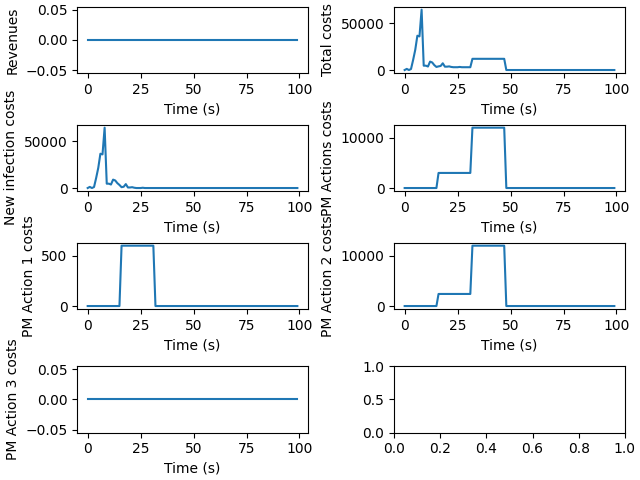 Revenues
0.05
0.00
−0.05
0 25 50 75 100
Time (s)
Total costs
50000
0
0 25 50 75 100
Time (s)
New infection costs
50000
0
0 25 50 75 100
Time (s)
PM Actions costs
10000
0
0 25 50 75 100
Time (s)
PM Action 1 costs
500
0
0 25 50 75 100
Time (s)
PM Action 2 costs
10000
0
0 25 50 75 100
Time (s)
PM Action 3 costs
0.05
0.00
−0.05
0 25 50 75 100
Time (s)
1.0
0.5
0.0
0.0 0.2 0.4 0.6 0.8 1.0